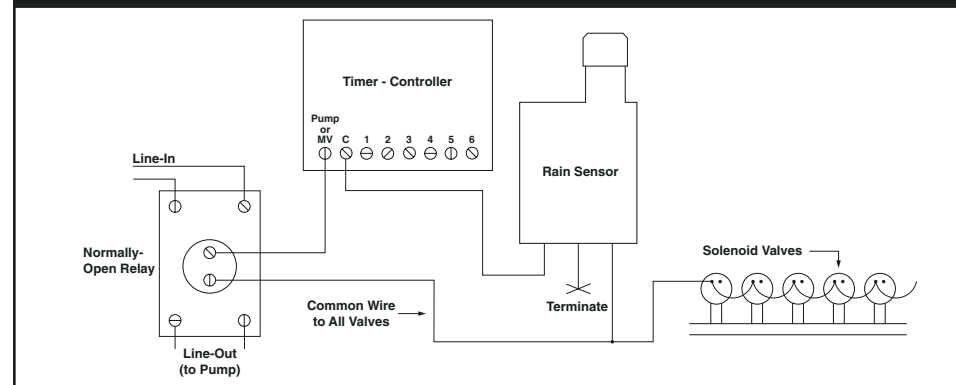 Timer - Controller
Pump
or
MV C 1 2 3 4 5 6
Line-In
Rain Sensor
Normally-
Open Relay
Solenoid Valves
Common Wire
to All Valves
Terminate
Line-Out
(to Pump)